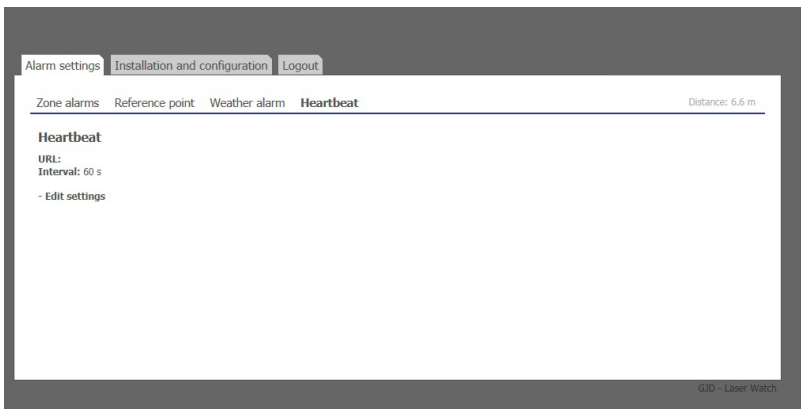 Alarm settings Installation and configuration Logout
Zone alarms Reference point Weather alarm Heartbeat Distance: 6.6 m
Heartbeat
URL:
Interval: 60 s
- Edit settings
GJD - Laser Watch